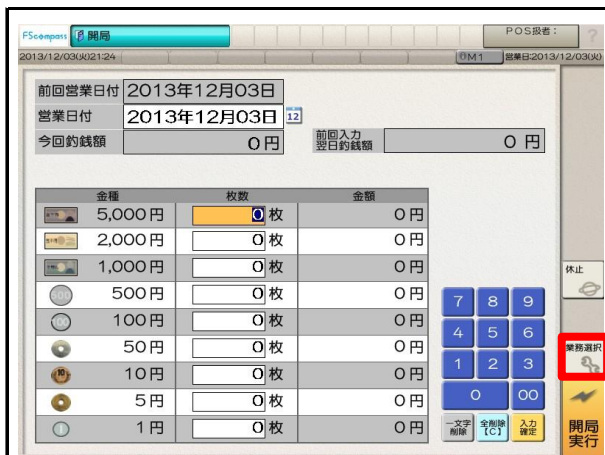 FScompass 開局
POS扱者： ?
2013/12/03(火)21:24 0M1 営業日:2013/12/03(火)
前回営業日付 2013年12月03日
営業日付 2013年12月03日 12
今回釣銭額 0円 前回入力翌日釣銭額 0円
金種 枚数 金額
5,000円 0枚 0円
2,000円 0枚 0円
1,000円 0枚 0円
500円 0枚 0円
100円 0枚 0円
50円 0枚 0円
10円 0枚 0円
5円 0枚 0円
1円 0枚 0円
7 8 9
4 5 6
1 2 3
0 00
一文字削除 全削除【C】 入力確定
休止
業務選択
開局実行